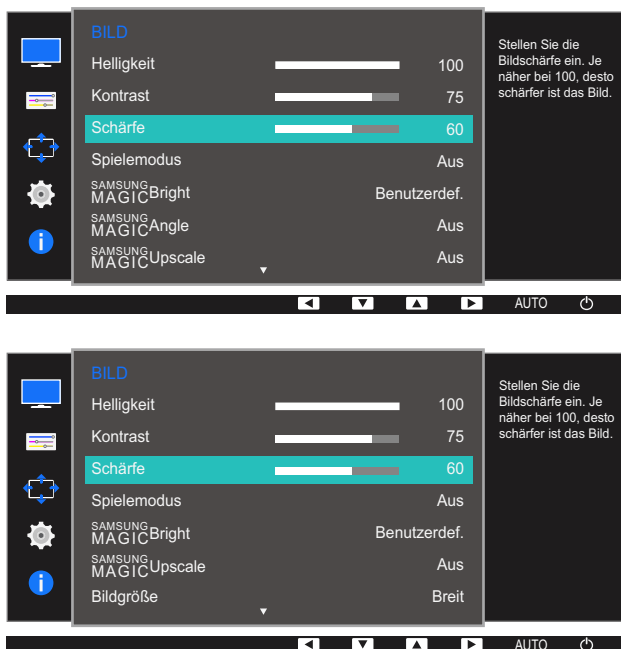 BILD
Helligkeit 100
Kontrast 75
Schärfe 60
Spielemodus Aus
SAMSUNG
MAGICBright Benutzerdef.
SAMSUNG
MAGICAngle Aus
SAMSUNG
MAGICUpscale Aus
Stellen Sie die
Bildschärfe ein. Je
näher bei 100, desto
schärfer ist das Bild.
AUTO
BILD
Helligkeit 100
Kontrast 75
Schärfe 60
Spielemodus Aus
SAMSUNG
MAGICBright Benutzerdef.
SAMSUNG
MAGICUpscale Aus
Bildgröße Breit
Stellen Sie die
Bildschärfe ein. Je
näher bei 100, desto
schärfer ist das Bild.
AUTO